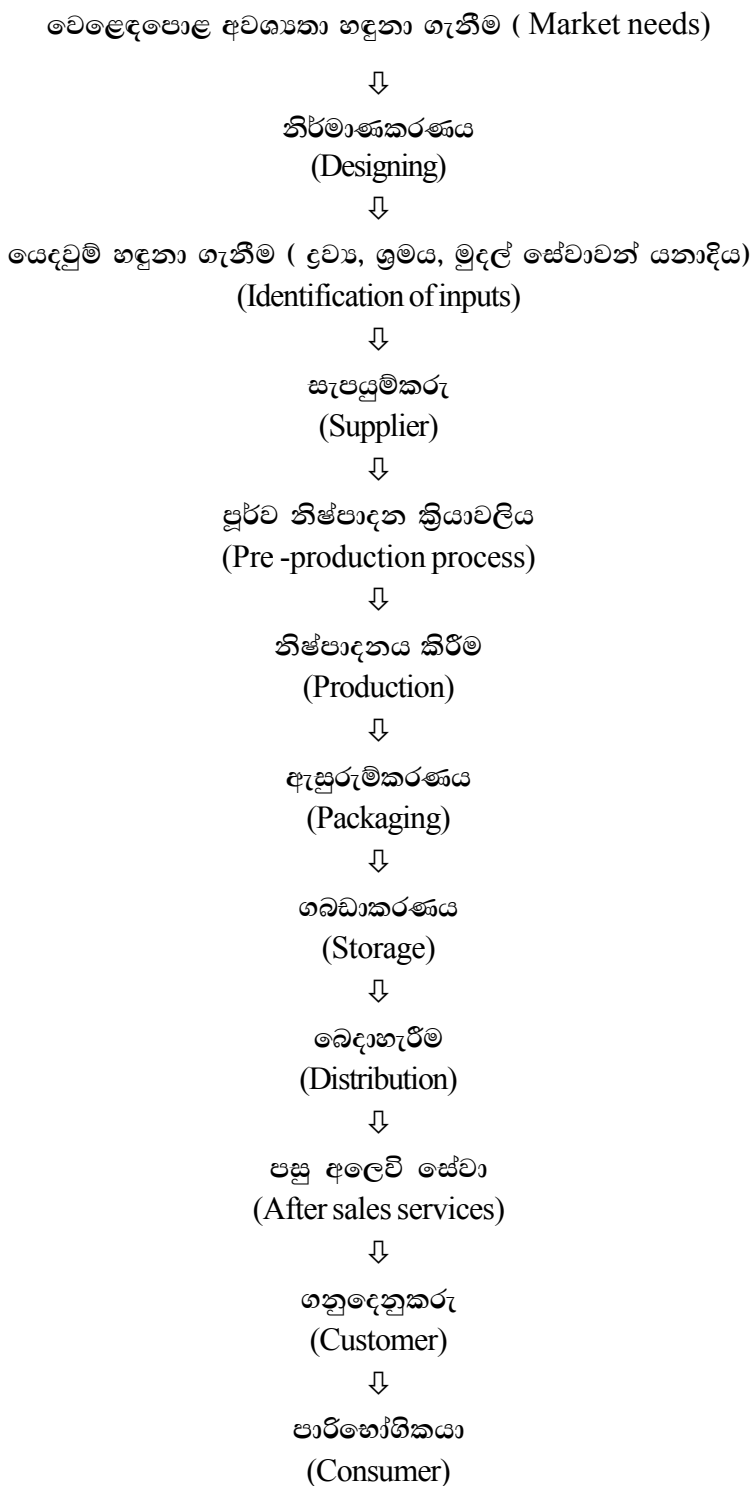 වෙළෙඳපොළ අවශ්‍යතා හඳුනා ගැනීම ( Market needs)
⇩
නිර්මාණකරණය
(Designing)
⇩
යෙදවුම් හඳුනා ගැනීම ( ද්‍රව්‍ය, ශ්‍රමය, මුදල් සේවාවන් යනාදිය)
(Identification of inputs)
⇩
සැපයුම්කරු
(Supplier)
⇩
පූර්ව නිෂ්පාදන ක්‍රියාවලිය
(Pre -production process)
⇩
නිෂ්පාදනය කිරීම
(Production)
⇩
ඇසුරුම්කරණය
(Packaging)
⇩
ගබඩාකරණය
(Storage)
⇩
බෙදාහැරීම
(Distribution)
⇩
පසු අලෙවි සේවා
(After sales services)
⇩
ගනුදෙනුකරු
(Customer)
⇩
පාරිභෝගිකයා
(Consumer)